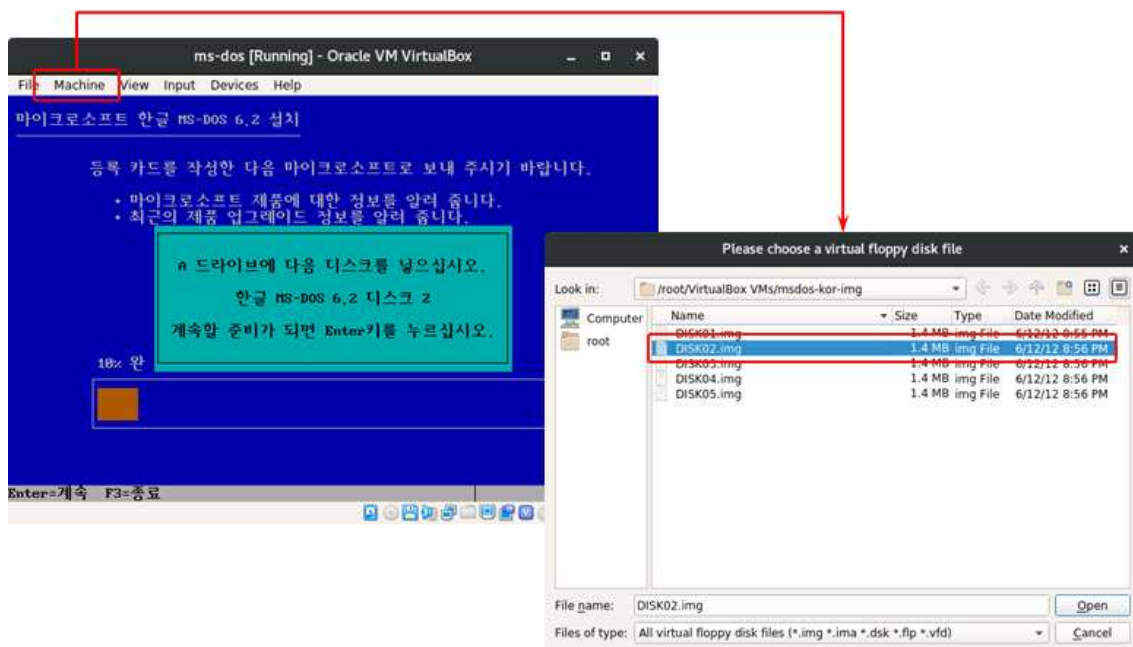 ms-dos [Running] - Oracle VM VirtualBox
File Machine View Input Devices Help
마이크로소프트 한글 MS-DOS 6.2 설치
등록 카드를 작성한 다음 마이크로소프트로 보내 주시기 바랍니다.
• 마이크로소프트 제품에 대한 정보를 알려 줍니다.
• 최근의 제품 업그레이드 정보를 알려 줍니다.
A 드라이브에 다음 디스크를 넣으십시오.
한글 MS-DOS 6.2 디스크 2
계속할 준비가 되면 Enter키를 누르십시오.
10% 완
Enter=계속 F3=종료
Please choose a virtual floppy disk file
Look in: /root/VirtualBox VMs/msdos-kor-img
Computer
root
Name Size Type Date Modified
DISK01.img 1.4 MB img File 6/12/12 8:55 PM
DISK02.img 1.4 MB img File 6/12/12 8:56 PM
DISK03.img 1.4 MB img File 6/12/12 8:56 PM
DISK04.img 1.4 MB img File 6/12/12 8:56 PM
DISK05.img 1.4 MB img File 6/12/12 8:56 PM
File name: DISK02.img Open
Files of type: All virtual floppy disk files (*.img *.ima *.dsk *.flp *.vfd) Cancel